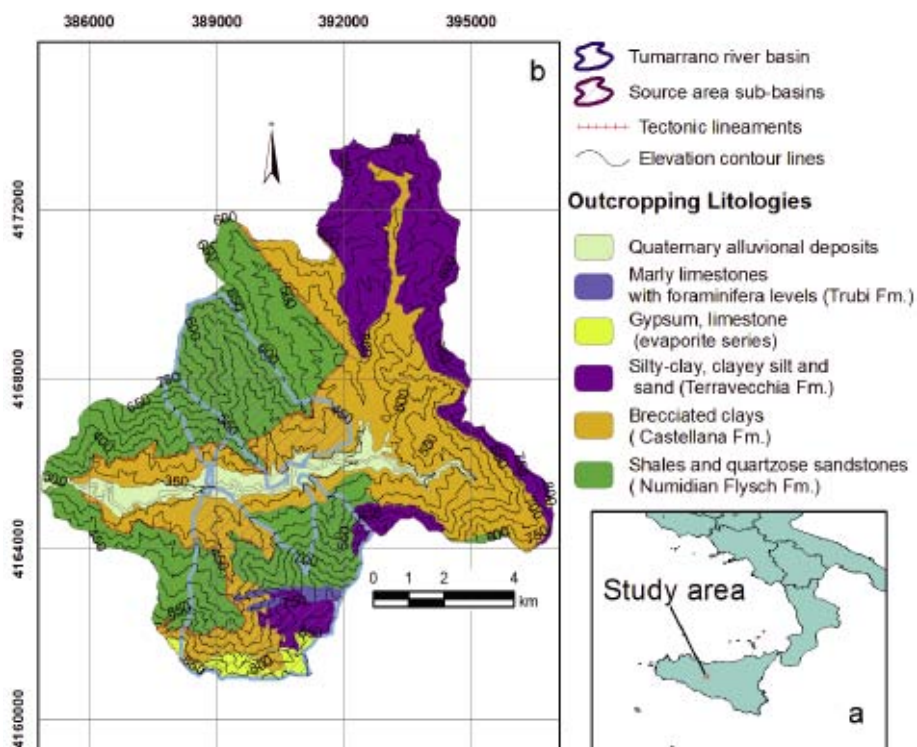 386000 389000 392000 395000
b
4172000
4168000
4164000
4160000
0 1 2 4
km
Tumarrano river basin
Source area sub-basins
Tectonic lineaments
Elevation contour lines
Outcropping Litologies
Quaternary alluvional deposits
Marly limestones
with foraminifera levels (Trubi Fm.)
Gypsum, limestone
(evaporite series)
Silty-clay, clayey silt and
sand (Terravecchia Fm.)
Brecciated clays
( Castellana Fm.)
Shales and quartzose sandstones
( Numidian Flysch Fm.)
Study area
a
600
350